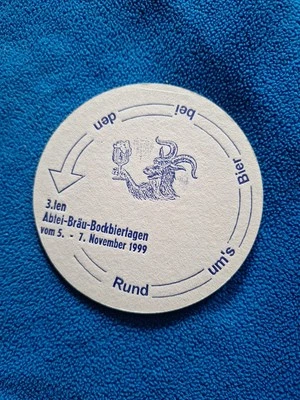 Rund um's Bier bei den
3.ten
Abtei-Bräu-Bockbiertagen
vom 5. - 7. November 1999